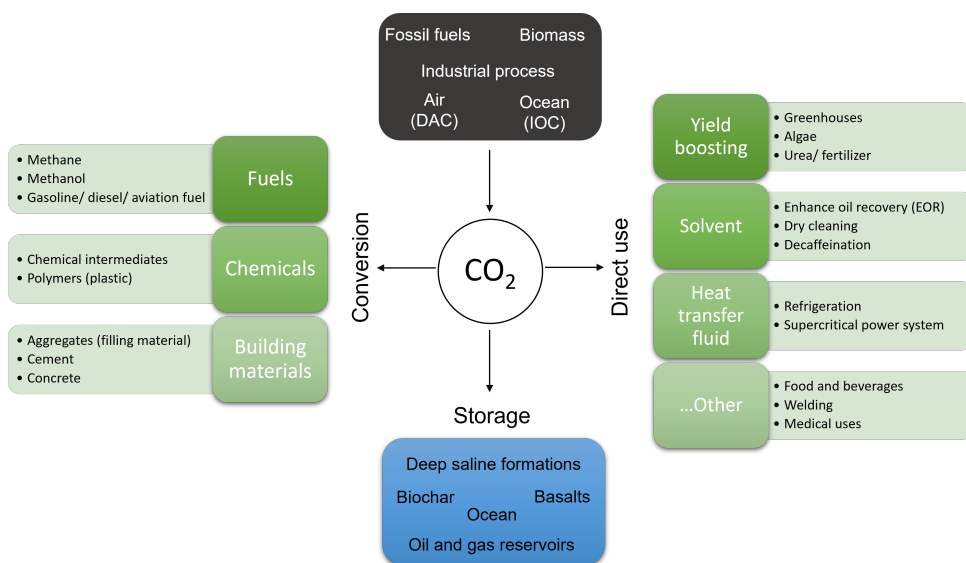 Fossil fuels Biomass
Industrial process
Air Ocean
(DAC) (IOC)
• Methane
• Methanol
• Gasoline/ diesel/ aviation fuel
Fuels
• Chemical intermediates
• Polymers (plastic)
Chemicals
• Aggregates (filling material)
• Cement
• Concrete
Building
materials
Conversion
CO₂
Direct use
Yield
boosting
• Greenhouses
• Algae
• Urea/ fertilizer
Solvent
• Enhance oil recovery (EOR)
• Dry cleaning
• Decaffeination
Heat
transfer
fluid
• Refrigeration
• Supercritical power system
...Other
• Food and beverages
• Welding
• Medical uses
Storage
Deep saline formations
Biochar Basalts
Ocean
Oil and gas reservoirs